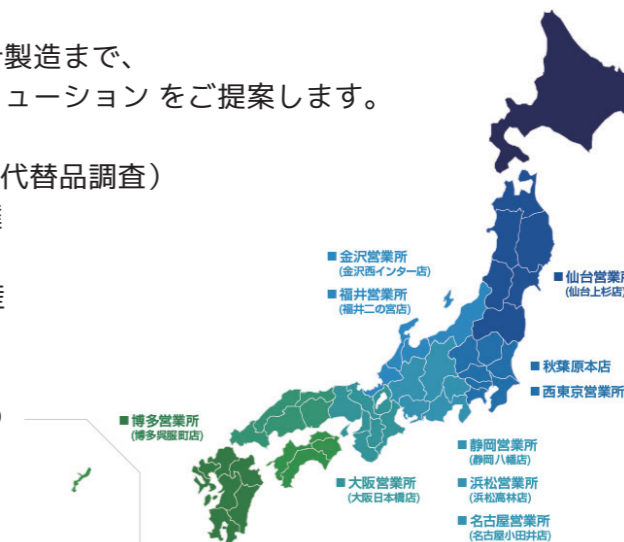 製造まで、
ューション をご提案します。
代替品調査）
■ 金沢営業所
(金沢西インター店)
■ 福井営業所
(福井二の宮店)
■ 仙台営業所
(仙台上杉店)
■ 秋葉原本店
■ 西東京営業所
■ 博多営業所
(博多呉服町店)
■ 大阪営業所
(大阪日本橋店)
■ 静岡営業所
(静岡八幡店)
■ 浜松営業所
(浜松高林店)
■ 名古屋営業所
(名古屋小田井店)